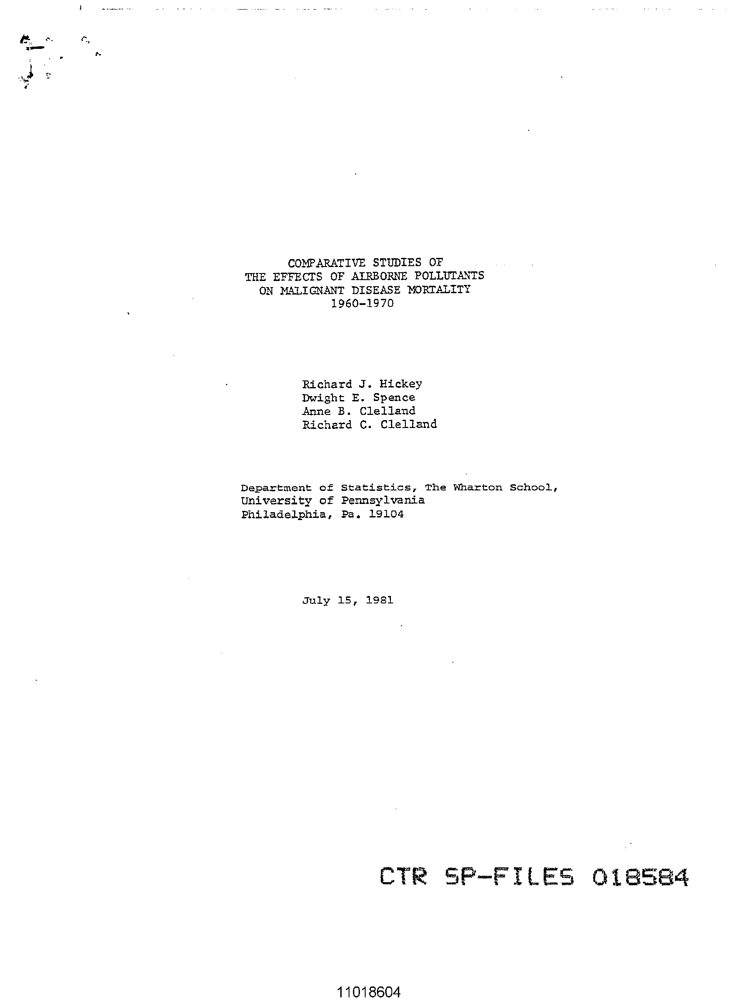 COMPARATIVE STUDIES OF
THE EFFECTS OF AIRBORNE POLLUTANTS
ON MALIGNANT DISEASE MORTALITY
1960-1970
Richard J. Hickey
Dwight E. Spence
Anne B. Clelland
Richard C. Clelland
Department of Statistics, The Wharton School,
University of Pennsylvania
Philadelphia, Pa. 19104
July 15, 1981
CTR SP-FILES 018584
11018604